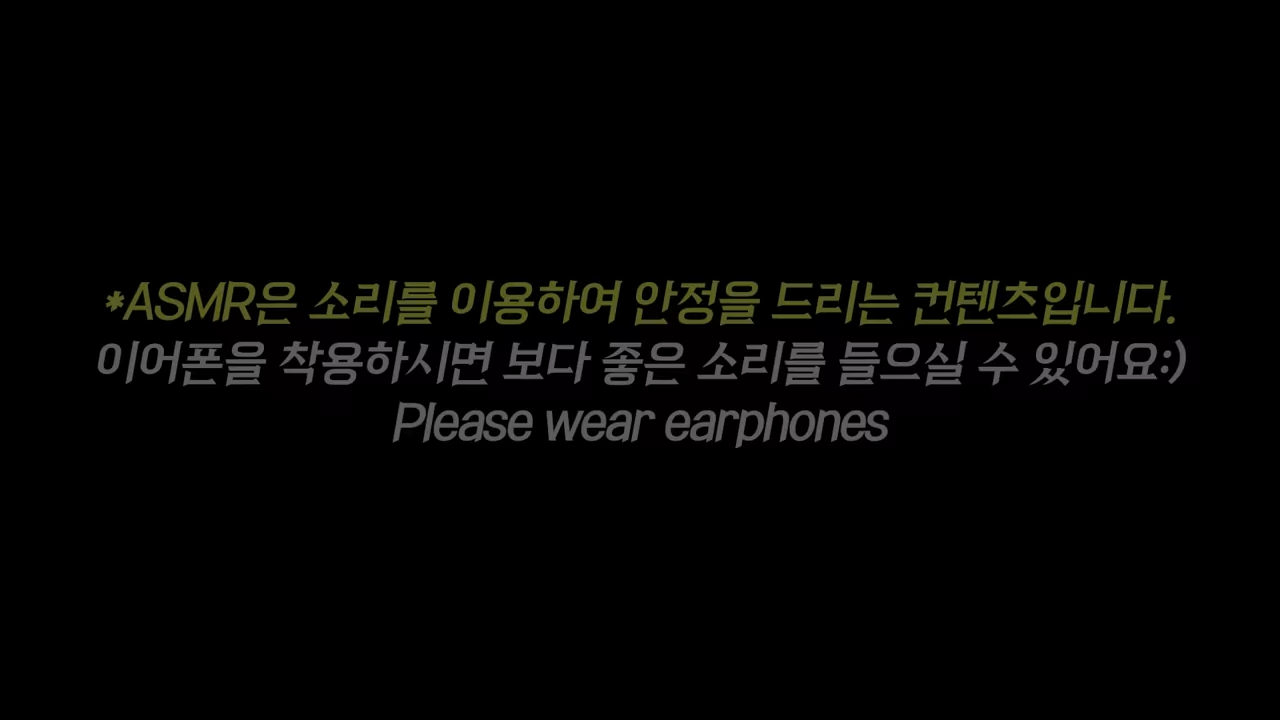 *ASMR은 소리를 이용하여 안정을 드리는 컨텐츠입니다.
이어폰을 착용하시면 보다 좋은 소리를 들으실 수 있어요:)
Please wear earphones